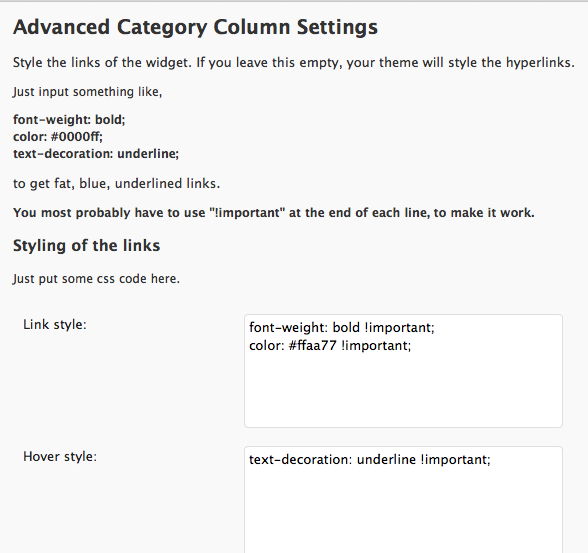 Advanced Category Column Settings
Style the links of the widget. If you leave this empty, your theme will style the hyperlinks.
Just input something like,
font-weight: bold;
color: #0000ff;
text-decoration: underline;
to get fat, blue, underlined links.
You most probably have to use "!important" at the end of each line, to make it work.
Styling of the links
Just put some css code here.
Link style:
font-weight: bold !important;
color: #ffaa77 !important;
Hover style:
text-decoration: underline !important;